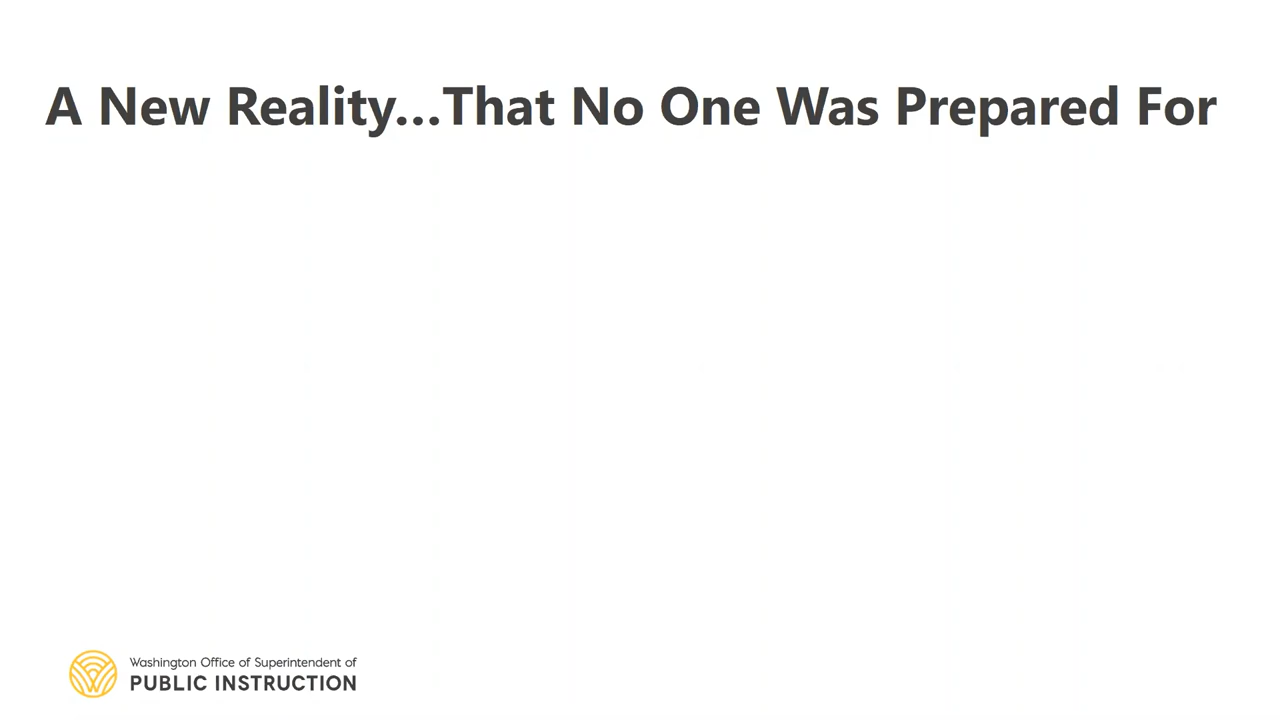 A New Reality...That No One Was Prepared For
Washington Office of Superintendent of
PUBLIC INSTRUCTION